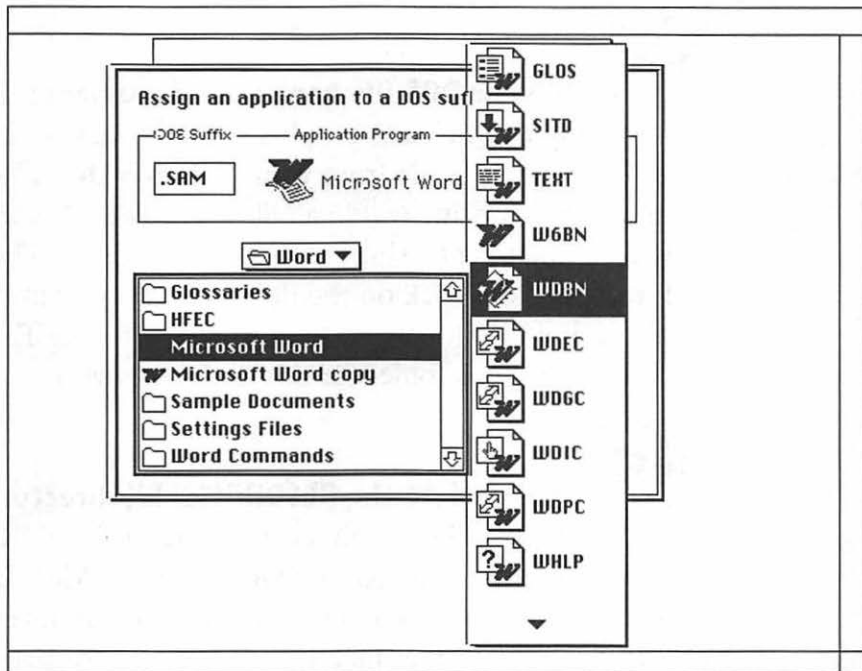 Assign an application to a DOS suf
DOS Suffix
Application Program
.SAM
Microsoft Word
Word
Glossaries
HFEC
Microsoft Word
Microsoft Word copy
Sample Documents
Settings Files
Word Commands
GLOS
SITD
TEXT
W6BN
WDBN
WDEC
WDGC
WDIC
WDPC
WHLP